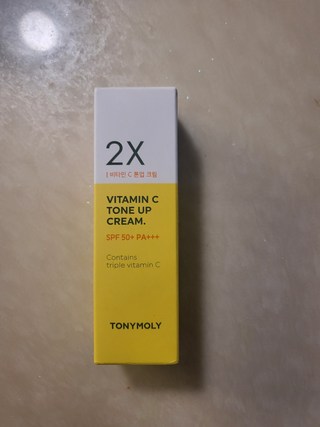 2X
[ 비타민 C 톤업 크림
VITAMIN C
TONE UP
CREAM.
SPF 50+ PA+++
Contains
triple vitamin C
TONYMOLY